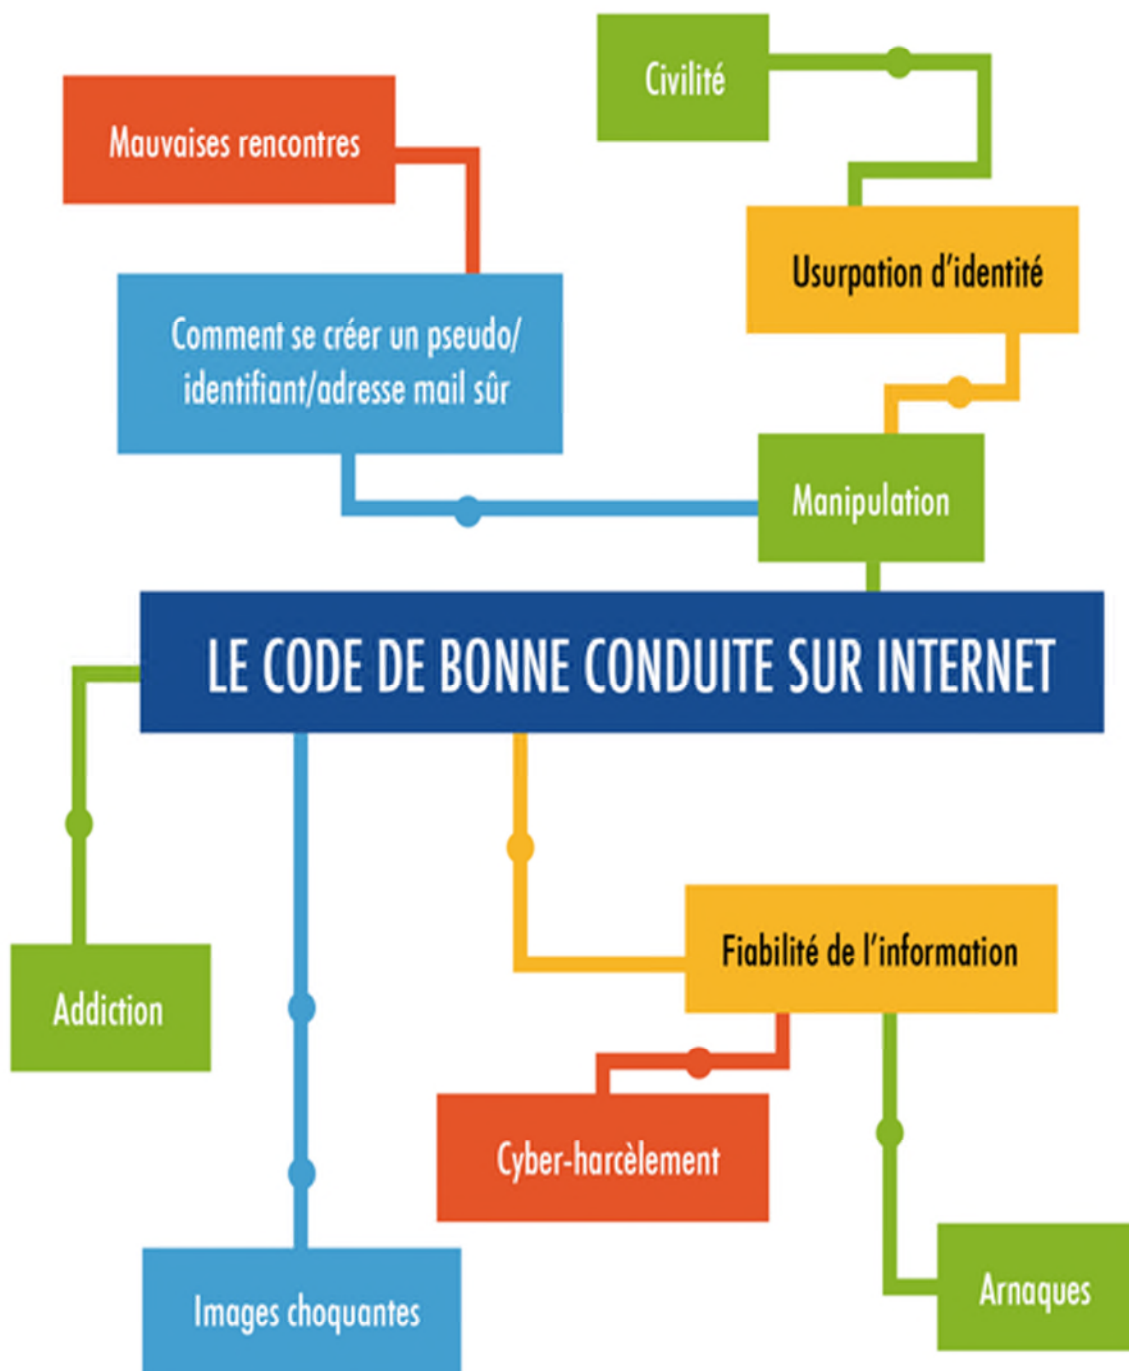 Civilité
Mauvaises rencontres
Usurpation d'identité
Comment se créer un pseudo/
identifiant/adresse mail sûr
Manipulation
LE CODE DE BONNE CONDUITE SUR INTERNET
Fiabilité de l'information
Addiction
Cyber-harcèlement
Arnaques
Images choquantes